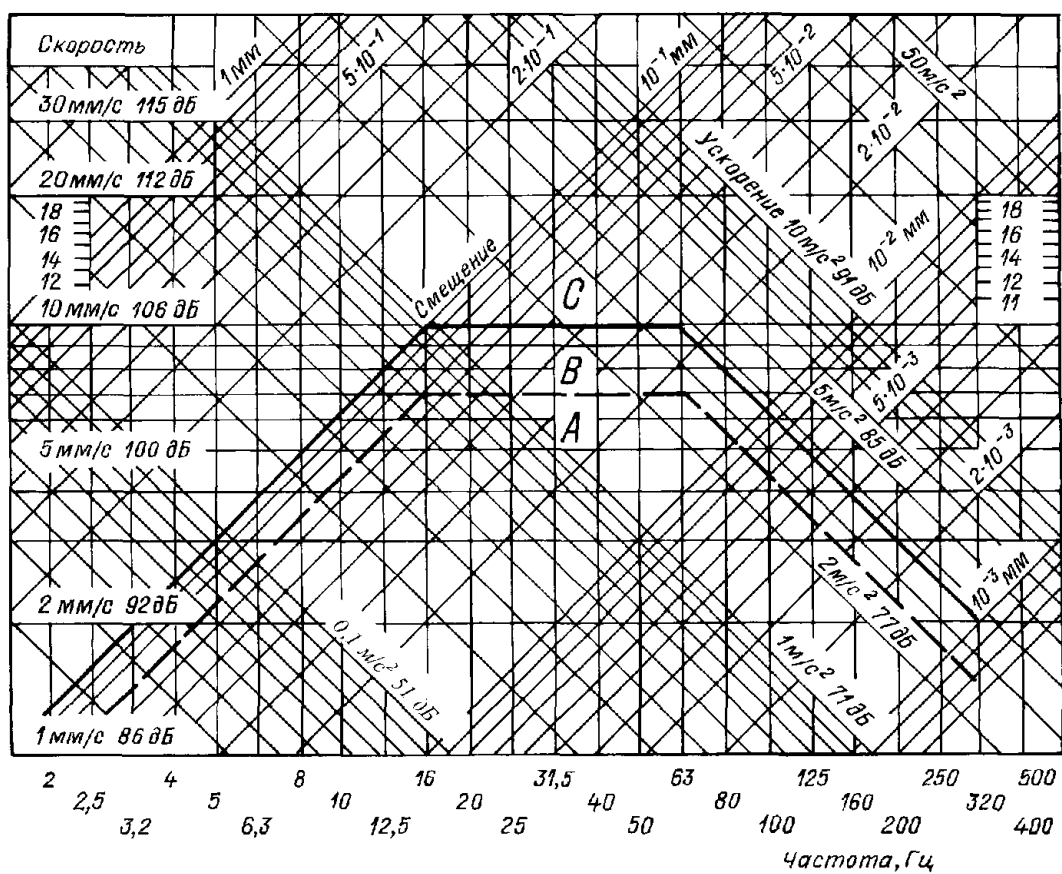 Скорость
1 мм
5·10⁻¹
2·10⁻¹
10⁻¹ мм
5·10⁻²
50 м/с²
30 мм/с 115 дБ
2·10⁻²
20 мм/с 112 дБ
Ускорение 10 м/с² 91 дБ
10⁻² мм
18
16
14
12
18
16
14
12
11
10 мм/с 106 дБ
Смещение
C
B
A
5 мм/с 100 дБ
5 м/с² 85 дБ
5·10⁻³
2·10⁻³
2 мм/с 92 дБ
0,1 м/с² 51 дБ
2 м/с² 77 дБ
10⁻³ мм
1 м/с² 71 дБ
1 мм/с 86 дБ
2 4 8 16 31,5 63 125 250 500
2,5 5 10 20 40 80 160 320
3,2 6,3 12,5 25 50 100 200 400
Частота, Гц